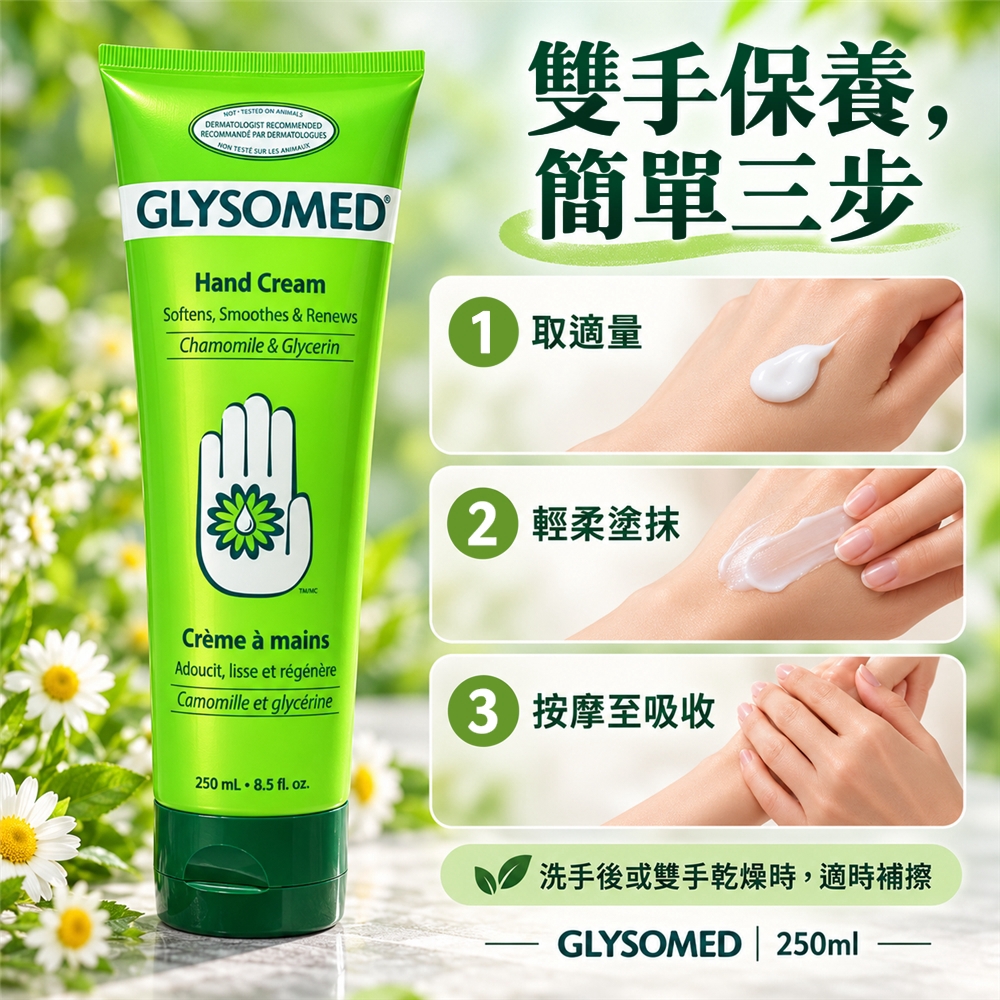 NOT • TESTED ON ANIMALS
DERMATOLOGIST RECOMMENDED
RECOMMANDÉ PAR DERMATOLOGUES
NON TESTÉ SUR LES ANIMAUX
GLYSOMED®
Hand Cream
Softens, Smoothes & Renews
Chamomile & Glycerin
TM/MC
Crème à mains
Adoucit, lisse et régénère
Camomille et glycérine
250 mL • 8.5 fl. oz.
雙手保養,
簡單三步
1 取適量
2 輕柔塗抹
3 按摩至吸收
洗手後或雙手乾燥時,適時補擦
GLYSOMED | 250ml